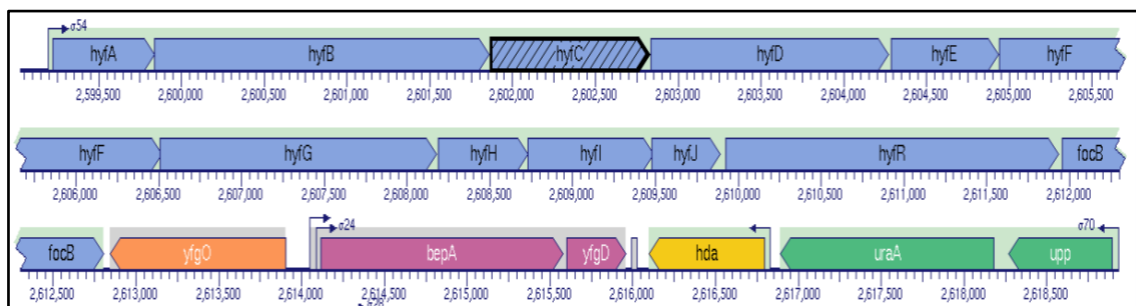 σ54
hyfA hyfB hyfC hyfD hyfE hyfF
2,599,500 2,600,000 2,600,500 2,601,000 2,601,500 2,602,000 2,602,500 2,603,000 2,603,500 2,604,000 2,604,500 2,605,000 2,605,500
hyfF hyfG hyfH hyfI hyfJ hyfR focB
2,606,000 2,606,500 2,607,000 2,607,500 2,608,000 2,608,500 2,609,000 2,609,500 2,610,000 2,610,500 2,611,000 2,611,500 2,612,000
σ24 σ70
focB yfgO bepA yfgD hda uraA upp
2,612,500 2,613,000 2,613,500 2,614,000 2,614,500 2,615,000 2,615,500 2,616,000 2,616,500 2,617,000 2,617,500 2,618,000 2,618,500